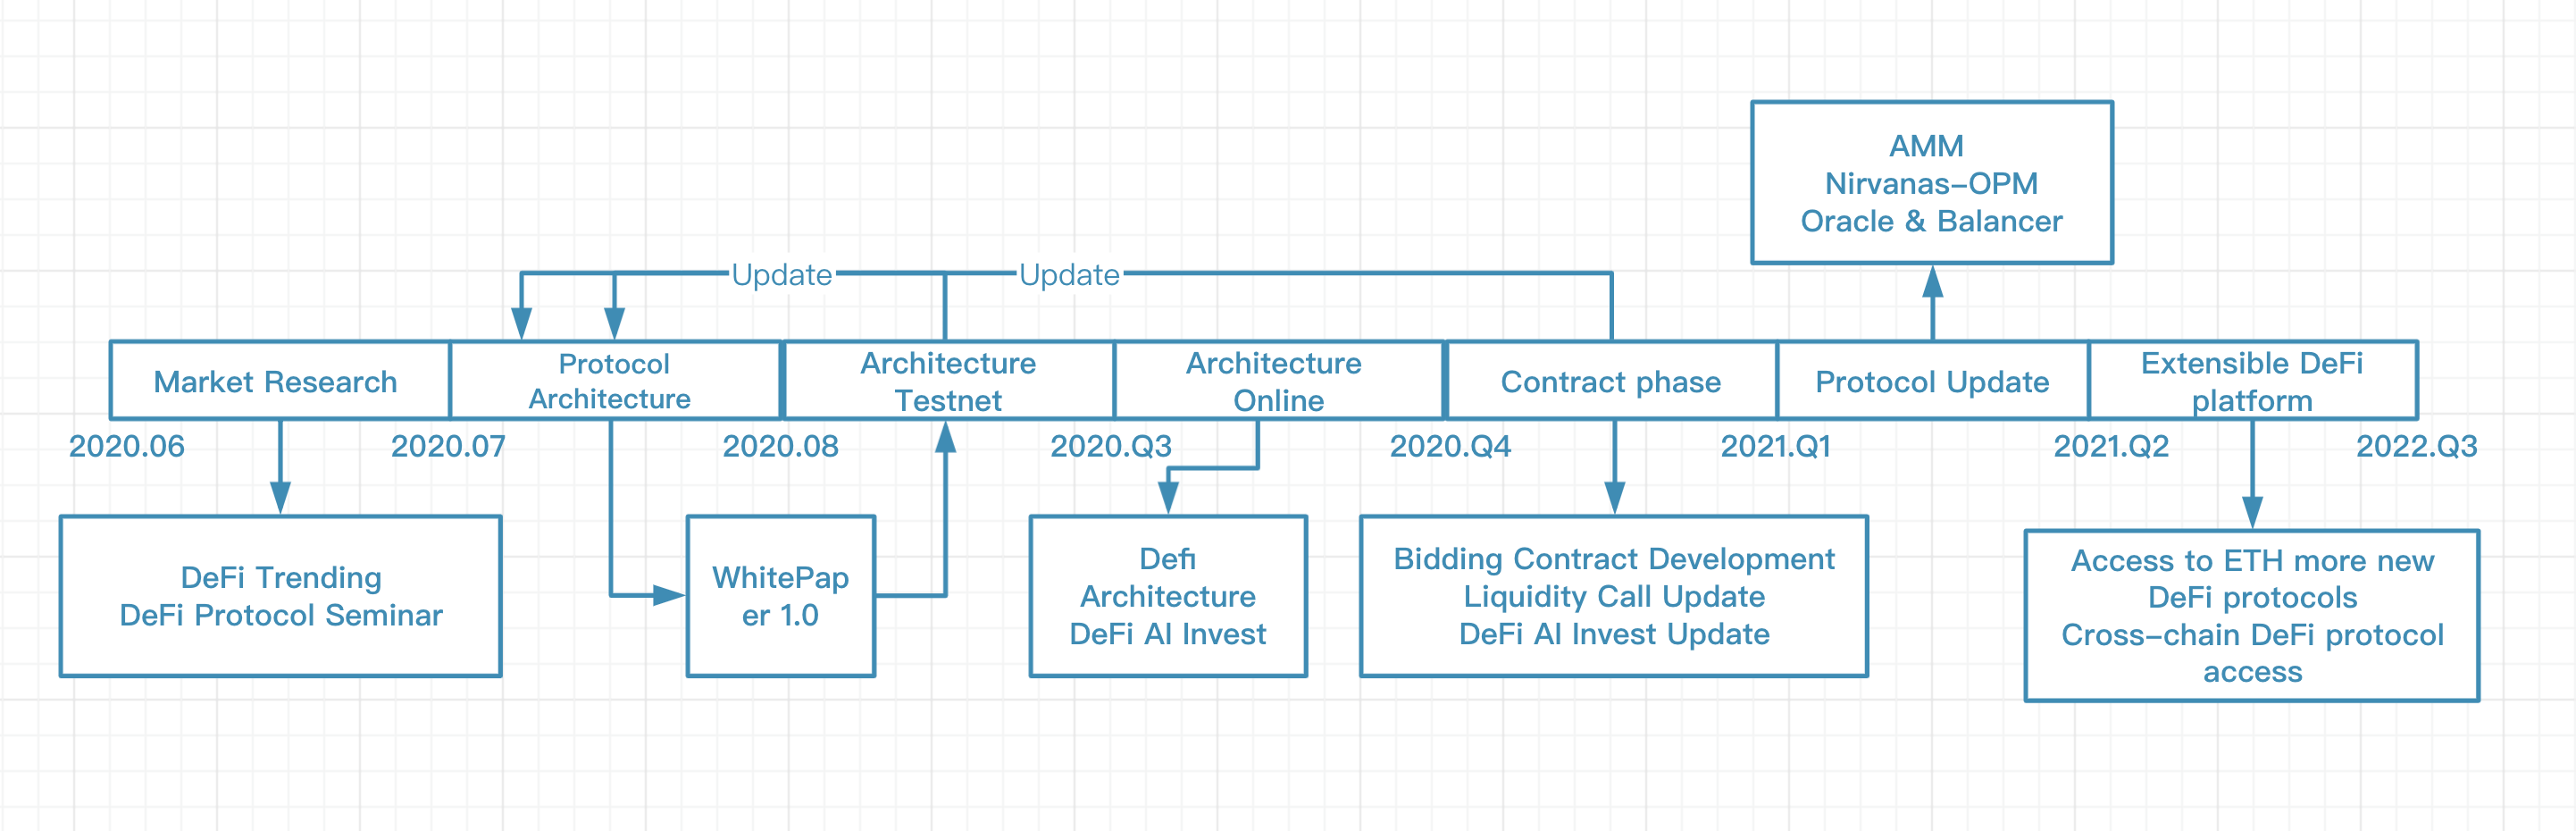 AMM
Nirvanas–OPM
Oracle & Balancer
Update
Update
Market Research
Protocol
Architecture
Architecture
Testnet
Architecture
Online
Contract phase
Protocol Update
Extensible DeFi
platform
2020.06
2020.07
2020.08
2020.Q3
2020.Q4
2021.Q1
2021.Q2
2022.Q3
DeFi Trending
DeFi Protocol Seminar
WhitePap
er 1.0
Defi
Architecture
DeFi AI Invest
Bidding Contract Development
Liquidity Call Update
DeFi AI Invest Update
Access to ETH more new
DeFi protocols
Cross–chain DeFi protocol
access